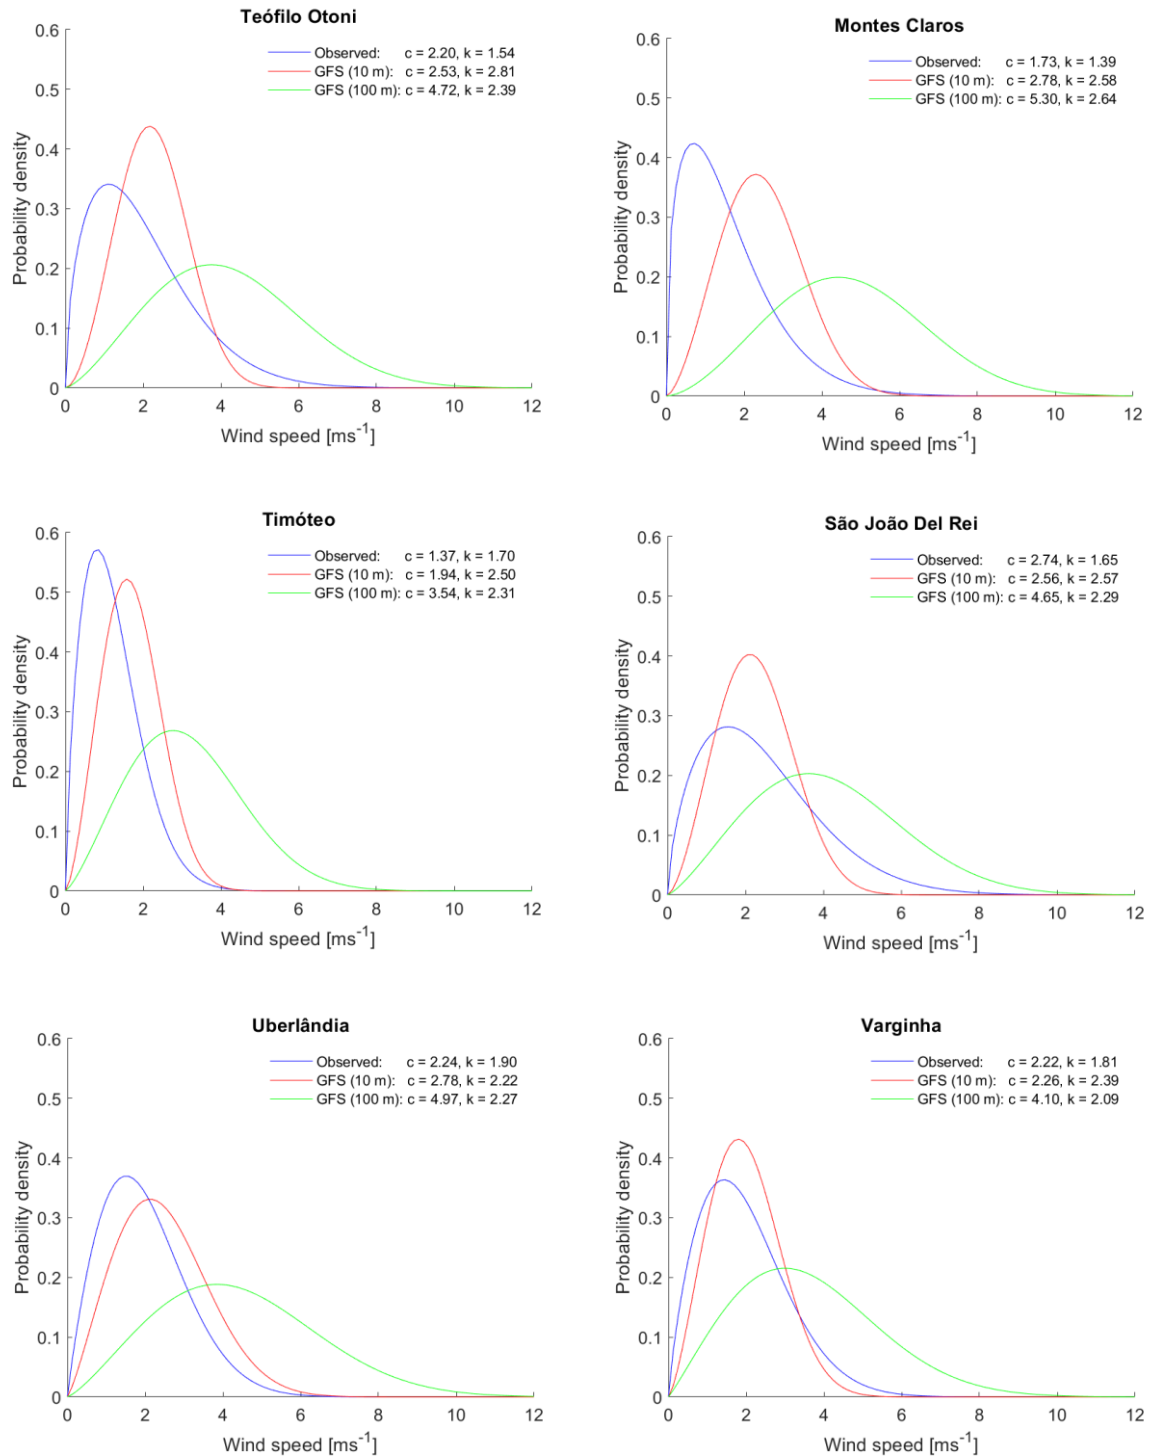 Teófilo Otoni
Observed: c = 2.20, k = 1.54
GFS (10 m): c = 2.53, k = 2.81
GFS (100 m): c = 4.72, k = 2.39
Probability density
0.6
0.5
0.4
0.3
0.2
0.1
0
0 2 4 6 8 10 12
Wind speed [ms⁻¹]
Montes Claros
Observed: c = 1.73, k = 1.39
GFS (10 m): c = 2.78, k = 2.58
GFS (100 m): c = 5.30, k = 2.64
Probability density
0.6
0.5
0.4
0.3
0.2
0.1
0
0 2 4 6 8 10 12
Wind speed [ms⁻¹]
Timóteo
Observed: c = 1.37, k = 1.70
GFS (10 m): c = 1.94, k = 2.50
GFS (100 m): c = 3.54, k = 2.31
Probability density
0.6
0.5
0.4
0.3
0.2
0.1
0
0 2 4 6 8 10 12
Wind speed [ms⁻¹]
São João Del Rei
Observed: c = 2.74, k = 1.65
GFS (10 m): c = 2.56, k = 2.57
GFS (100 m): c = 4.65, k = 2.29
Probability density
0.6
0.5
0.4
0.3
0.2
0.1
0
0 2 4 6 8 10 12
Wind speed [ms⁻¹]
Uberlândia
Observed: c = 2.24, k = 1.90
GFS (10 m): c = 2.78, k = 2.22
GFS (100 m): c = 4.97, k = 2.27
Probability density
0.6
0.5
0.4
0.3
0.2
0.1
0
0 2 4 6 8 10 12
Wind speed [ms⁻¹]
Varginha
Observed: c = 2.22, k = 1.81
GFS (10 m): c = 2.26, k = 2.39
GFS (100 m): c = 4.10, k = 2.09
Probability density
0.6
0.5
0.4
0.3
0.2
0.1
0
0 2 4 6 8 10 12
Wind speed [ms⁻¹]